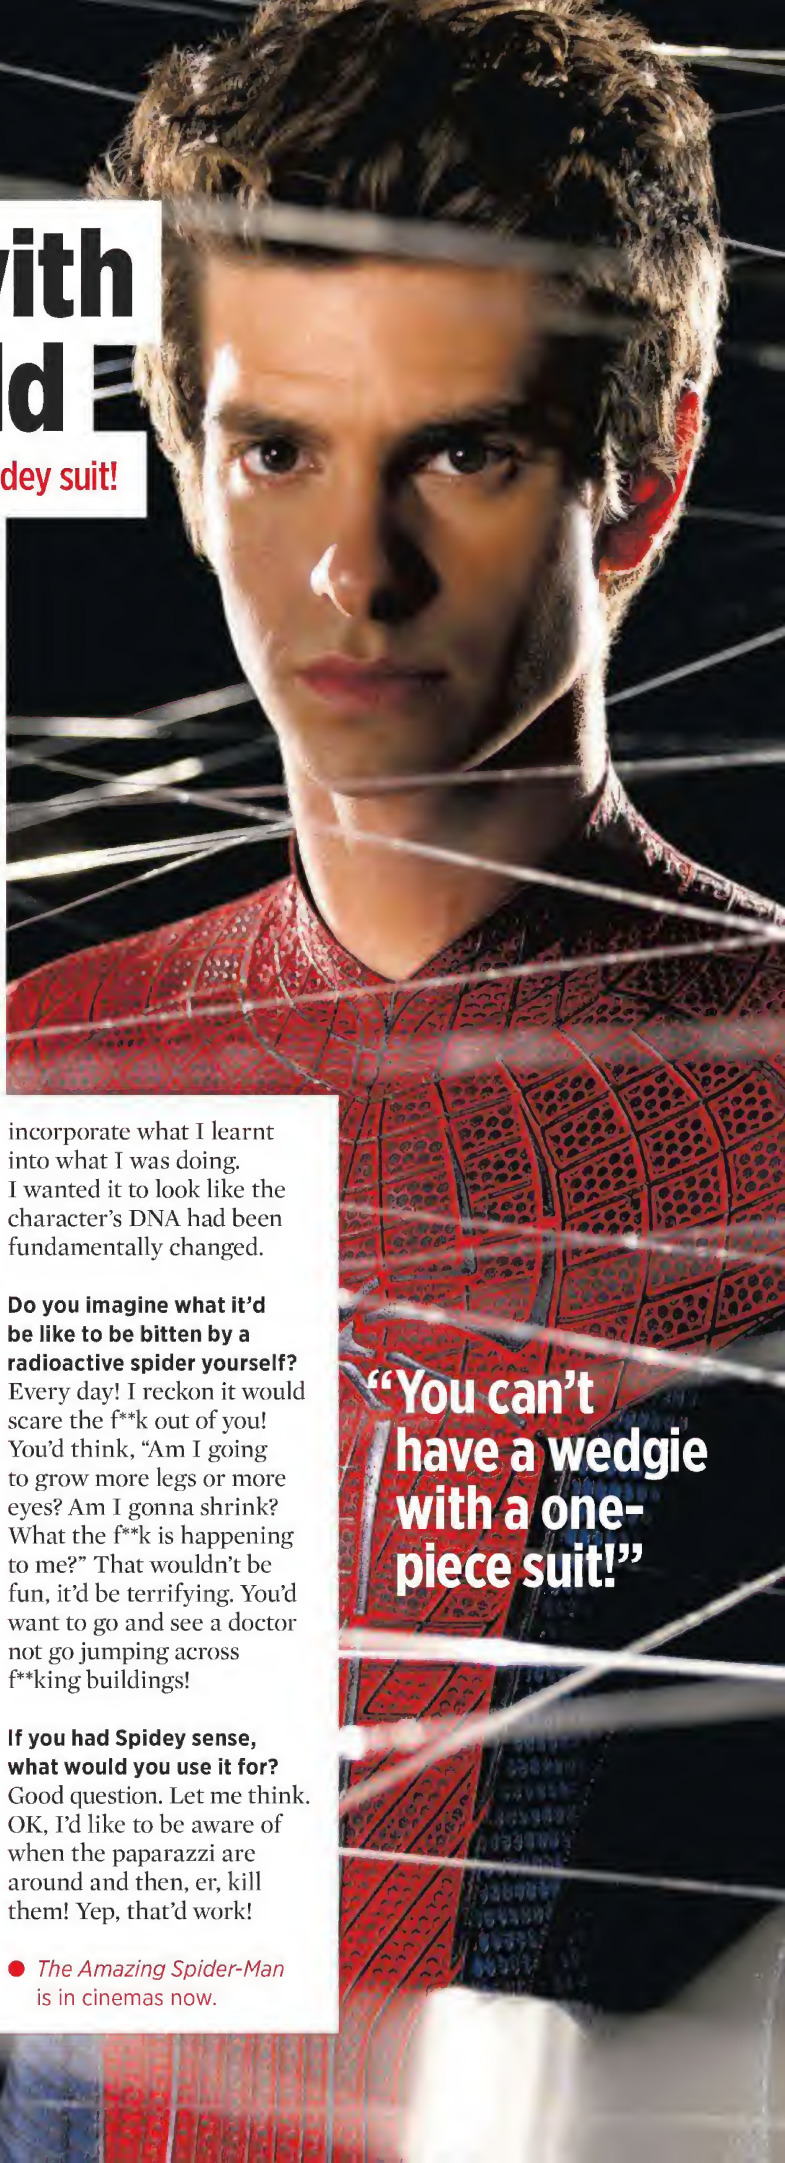 ith
d
dey suit!
incorporate what I learnt
into what I was doing.
I wanted it to look like the
character's DNA had been
fundamentally changed.
Do you imagine what it'd
be like to be bitten by a
radioactive spider yourself?
Every day! I reckon it would
scare the f**k out of you!
You'd think, “Am I going
to grow more legs or more
eyes? Am I gonna shrink?
What the f**k is happening
to me?” That wouldn't be
fun, it'd be terrifying. You'd
want to go and see a doctor
not go jumping across
f**king buildings!
If you had Spidey sense,
what would you use it for?
Good question. Let me think.
OK, I'd like to be aware of
when the paparazzi are
around and then, er, kill
them! Yep, that'd work!
● The Amazing Spider-Man
is in cinemas now.
“You can't
have a wedgie
with a one-
piece suit!”